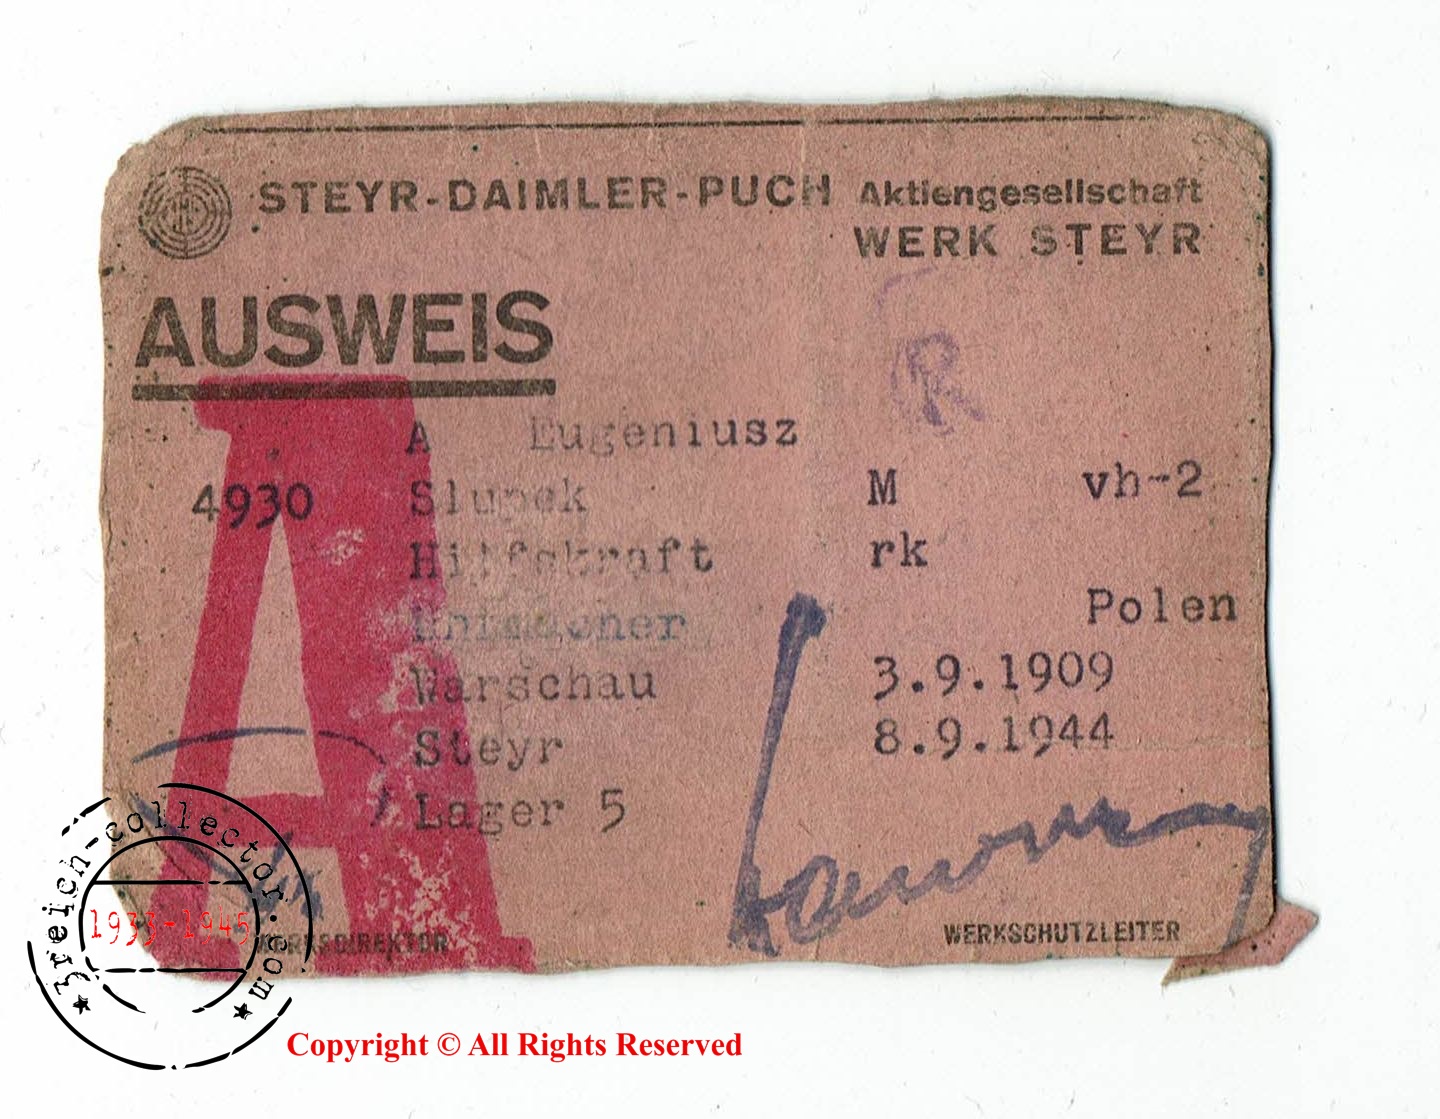 STEYR-DAIMLER-PUCH Aktiengesellschaft
WERK STEYR
AUSWEIS
A Eugeniusz
4930 Slupek M vh-2
Hilfskraft rk
Polen
Warschau 3.9.1909
Steyr 8.9.1944
Lager 5
WERKSDIREKTOR WERKSCHUTZLEITER
3reich-collector.com
1933-1945
Copyright © All Rights Reserved